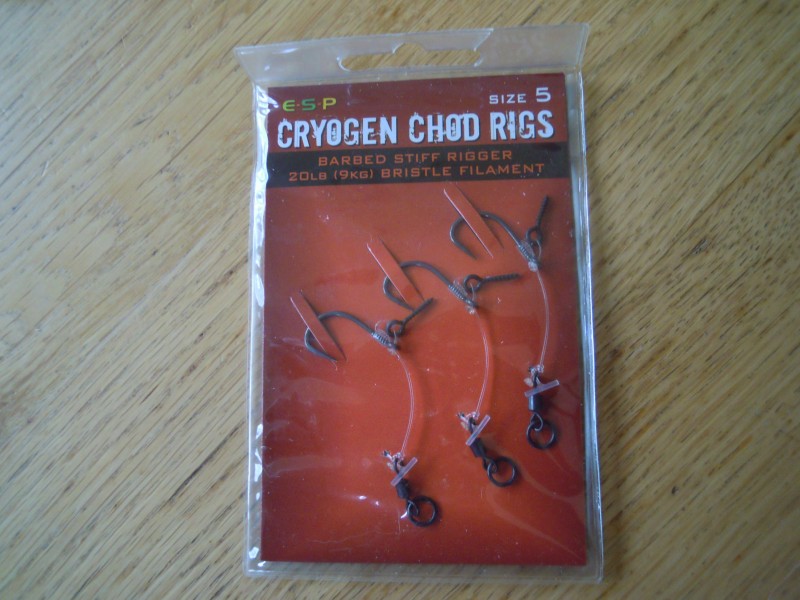 E-S-P
SIZE 5
CRYOGEN CHOD RIGS
BARBED STIFF RIGGER
20LB (9KG) BRISTLE FILAMENT